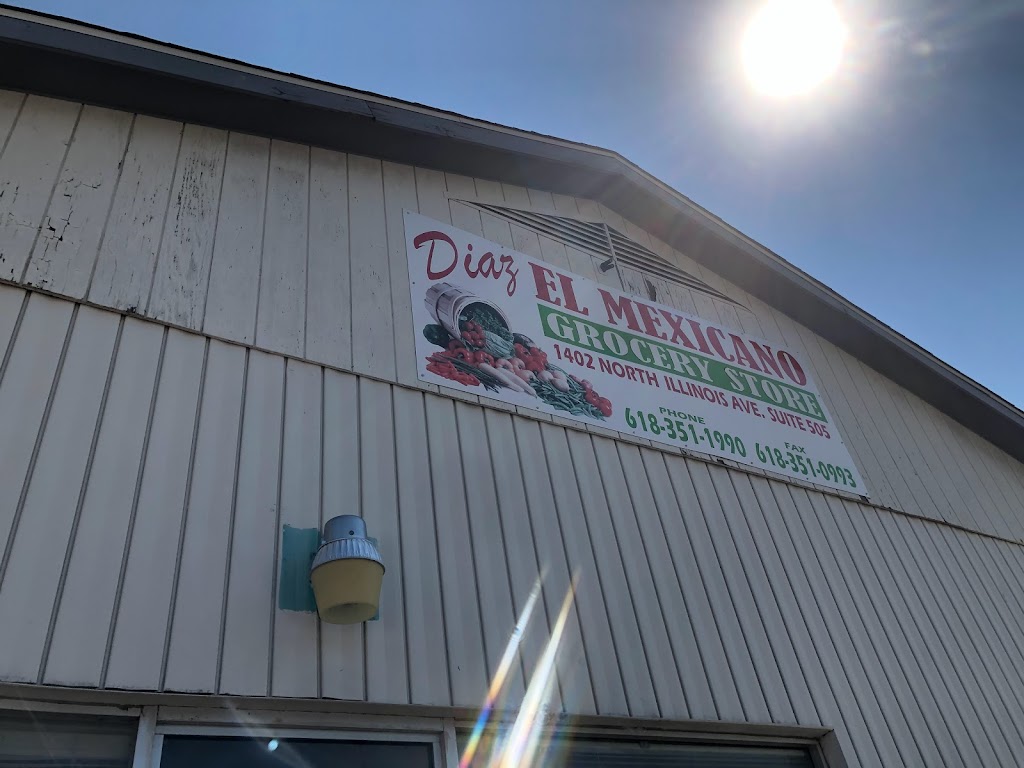 Diaz EL MEXICANO
GROCERY STORE
1402 NORTH ILLINOIS AVE. SUITE 505
PHONE FAX
618-351-1990 618-351-0993